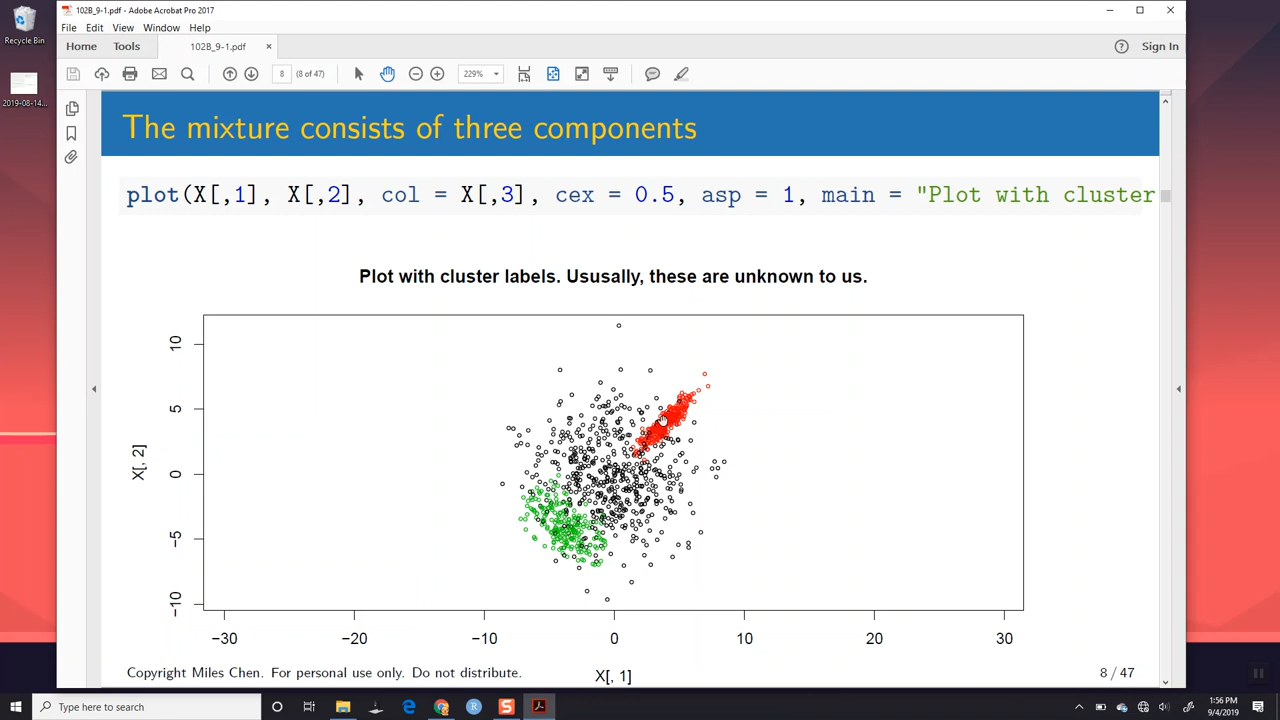 102B_9-1.pdf - Adobe Acrobat Pro 2017
File Edit View Window Help
Home Tools 102B_9-1.pdf × Sign In
8 (8 of 47) 229%
Recycle Bin
2019-08-14...
The mixture consists of three components
plot(X[,1], X[,2], col = X[,3], cex = 0.5, asp = 1, main = "Plot with cluster
Plot with cluster labels. Ususally, these are unknown to us.
10
5
0
−5
−10
X[, 2]
−30 −20 −10 0 10 20 30
X[, 1]
Copyright Miles Chen. For personal use only. Do not distribute. 8 / 47
Type here to search
1:56 PM
9/4/2019